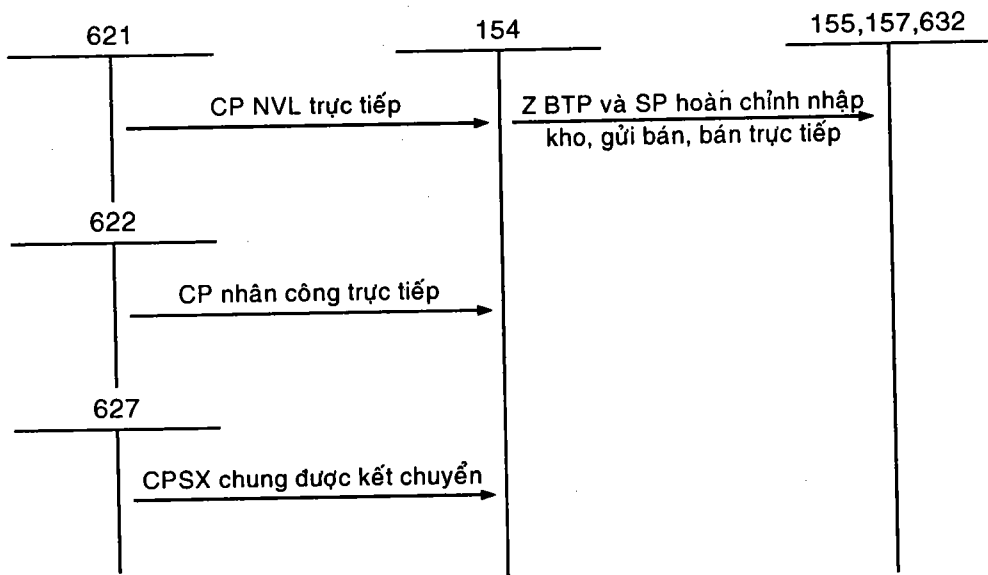 621
154
155,157,632
CP NVL trực tiếp
Z BTP và SP hoàn chỉnh nhập
kho, gửi bán, bán trực tiếp
622
CP nhân công trực tiếp
627
CPSX chung được kết chuyển